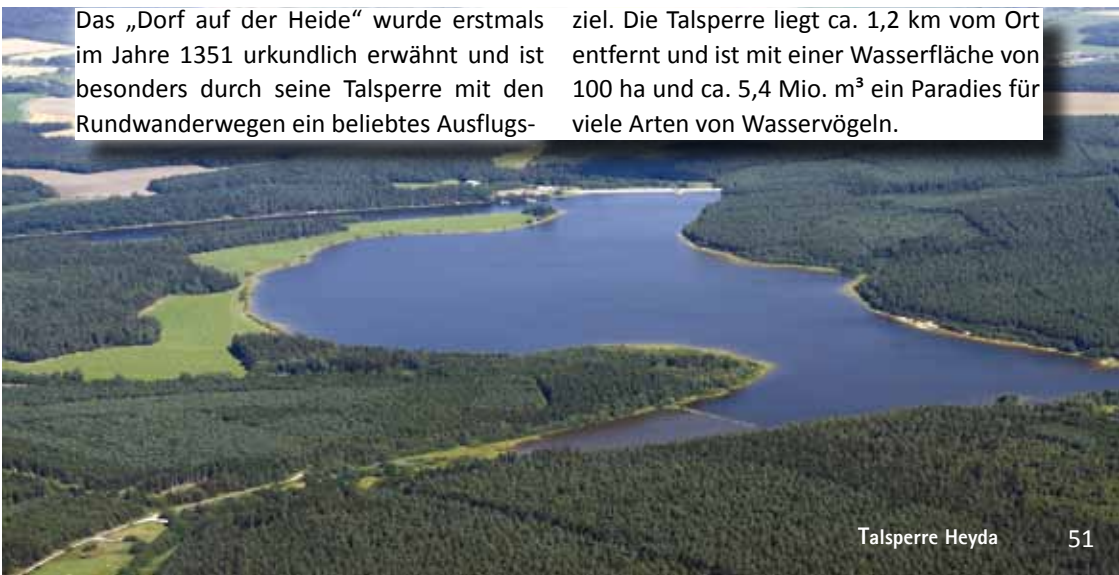 Das „Dorf auf der Heide“ wurde erstmals
im Jahre 1351 urkundlich erwähnt und ist
besonders durch seine Talsperre mit den
Rundwanderwegen ein beliebtes Ausflugs-
ziel. Die Talsperre liegt ca. 1,2 km vom Ort
entfernt und ist mit einer Wasserfläche von
100 ha und ca. 5,4 Mio. m³ ein Paradies für
viele Arten von Wasservögeln.
Talsperre Heyda 51